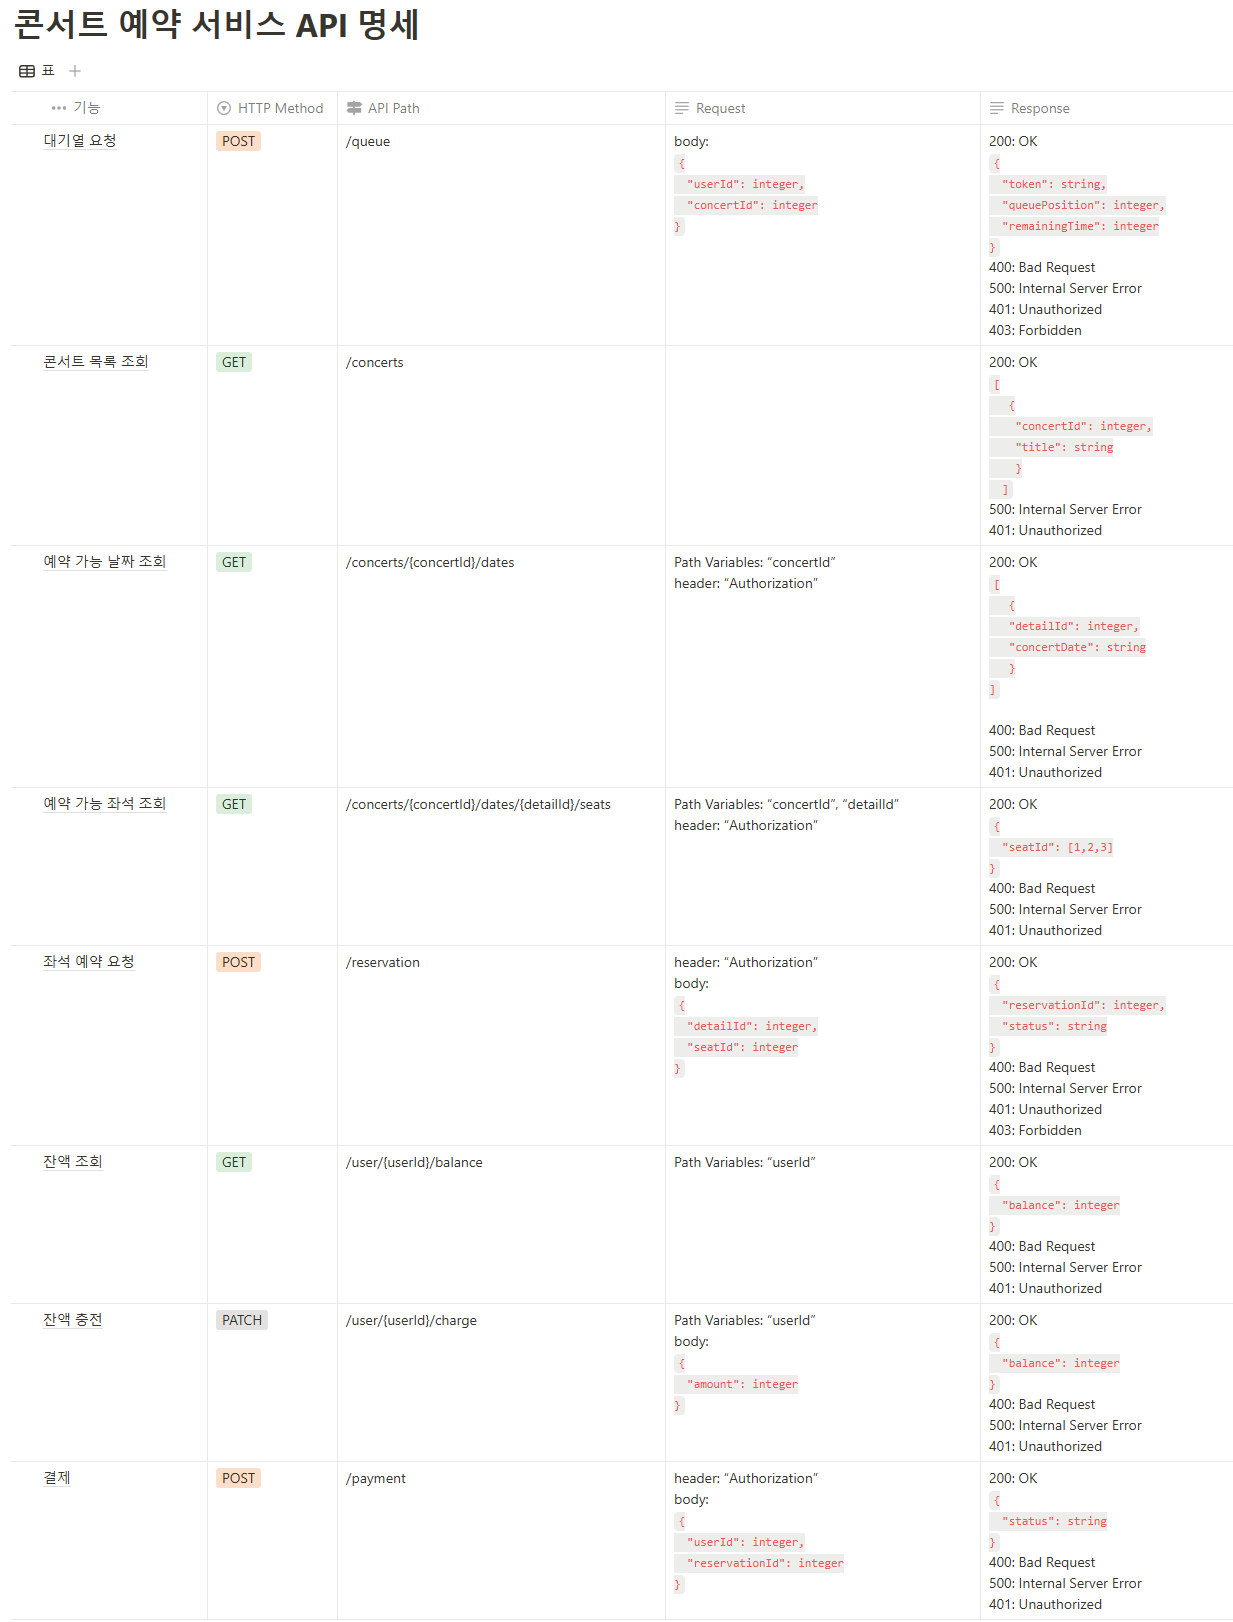 콘서트 예약 서비스 API 명세
표
기능 HTTP Method API Path Request Response
대기열 요청 POST /queue
body:
{
"userId": integer,
"concertId": integer
}
200: OK
{
"token": string,
"queuePosition": integer,
"remainingTime": integer
}
400: Bad Request
500: Internal Server Error
401: Unauthorized
403: Forbidden
콘서트 목록 조회 GET /concerts
200: OK
[
{
"concertId": integer,
"title": string
}
]
500: Internal Server Error
401: Unauthorized
예약 가능 날짜 조회 GET /concerts/{concertId}/dates
Path Variables: “concertId”
header: “Authorization”
200: OK
[
{
"detailId": integer,
"concertDate": string
}
]
400: Bad Request
500: Internal Server Error
401: Unauthorized
예약 가능 좌석 조회 GET /concerts/{concertId}/dates/{detailId}/seats
Path Variables: “concertId”, “detailId”
header: “Authorization”
200: OK
{
"seatId": [1,2,3]
}
400: Bad Request
500: Internal Server Error
401: Unauthorized
좌석 예약 요청 POST /reservation
header: “Authorization”
body:
{
"detailId": integer,
"seatId": integer
}
200: OK
{
"reservationId": integer,
"status": string
}
400: Bad Request
500: Internal Server Error
401: Unauthorized
403: Forbidden
잔액 조회 GET /user/{userId}/balance
Path Variables: “userId”
200: OK
{
"balance": integer
}
400: Bad Request
500: Internal Server Error
401: Unauthorized
잔액 충전 PATCH /user/{userId}/charge
Path Variables: “userId”
body:
{
"amount": integer
}
200: OK
{
"balance": integer
}
400: Bad Request
500: Internal Server Error
401: Unauthorized
결제 POST /payment
header: “Authorization”
body:
{
"userId": integer,
"reservationId": integer
}
200: OK
{
"status": string
}
400: Bad Request
500: Internal Server Error
401: Unauthorized